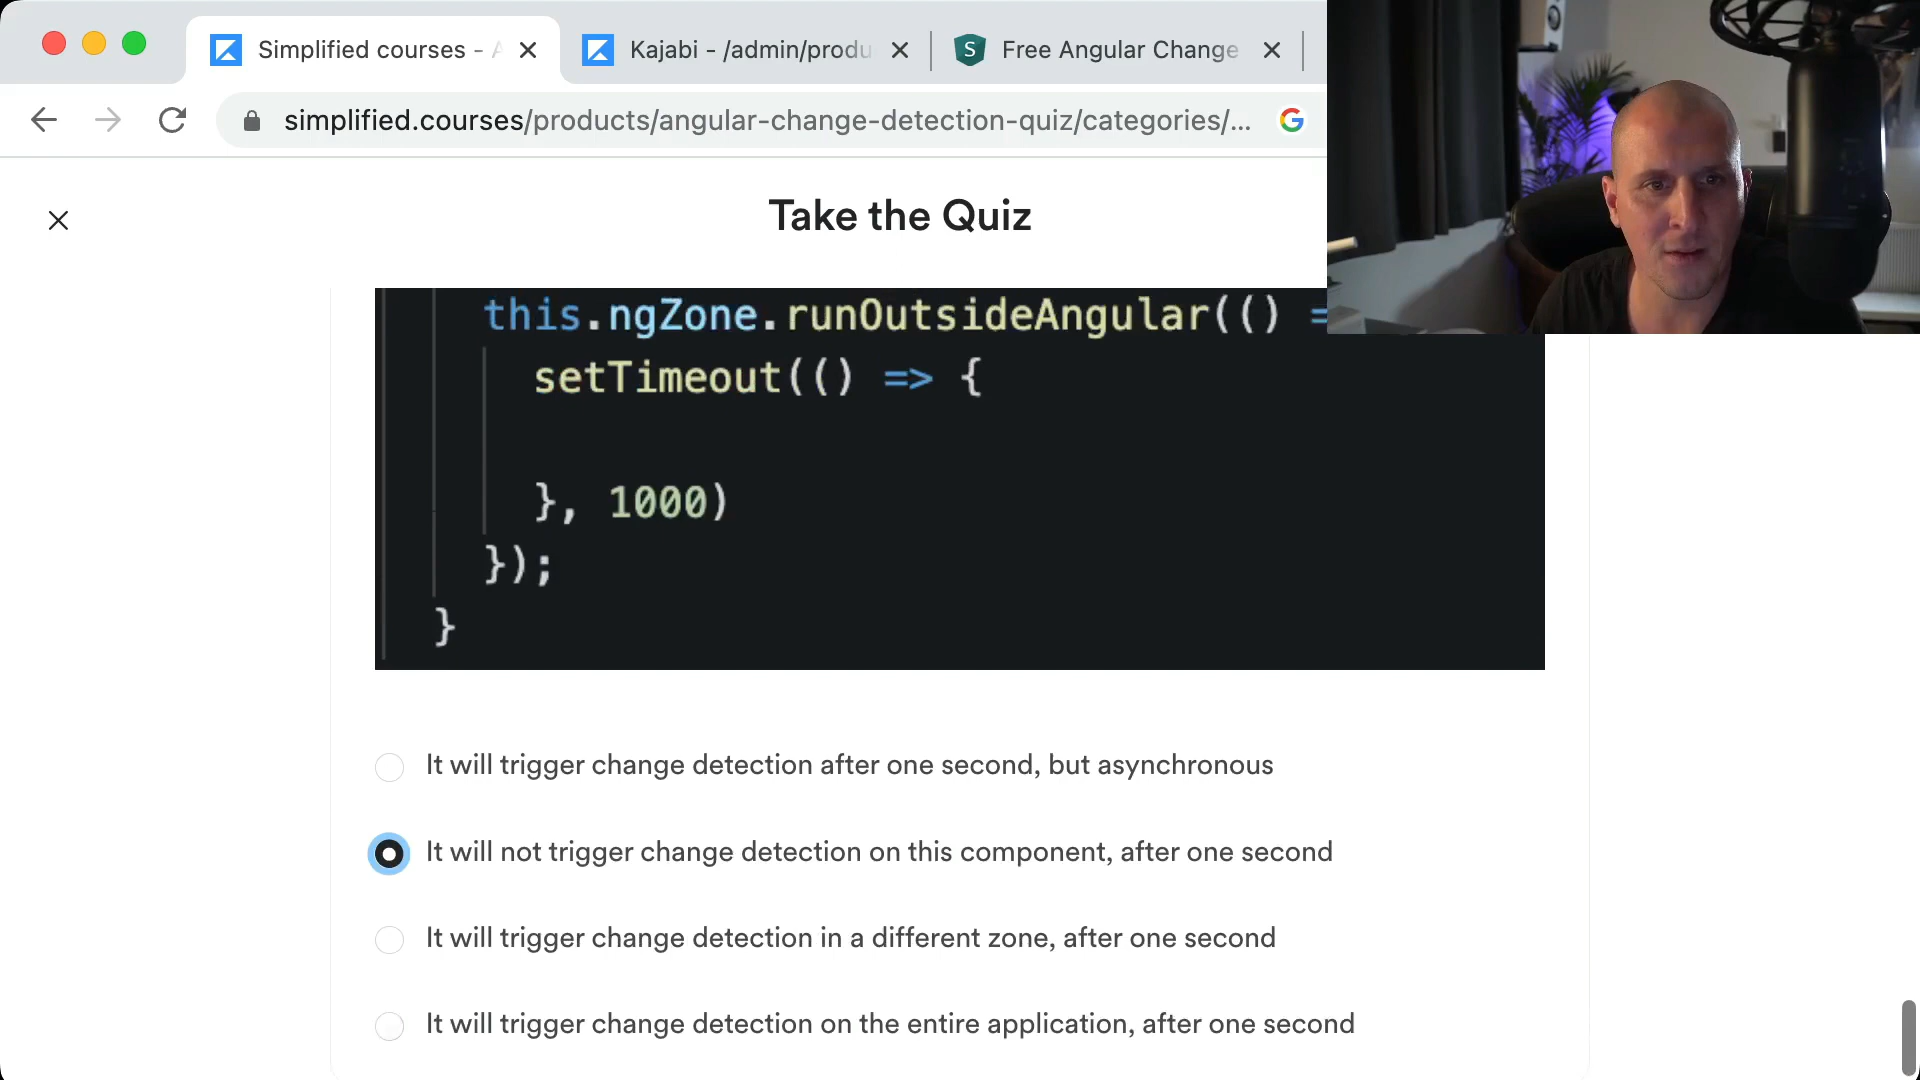 Simplified courses -
Kajabi - /admin/produ
S
Free Angular Change
simplified.courses/products/angular-change-detection-quiz/categories/...
G
Take the Quiz
this.ngZone.runOutsideAngular(() =
setTimeout(() => {
}, 1000)
});
}
It will trigger change detection after one second, but asynchronous
It will not trigger change detection on this component, after one second
It will trigger change detection in a different zone, after one second
It will trigger change detection on the entire application, after one second